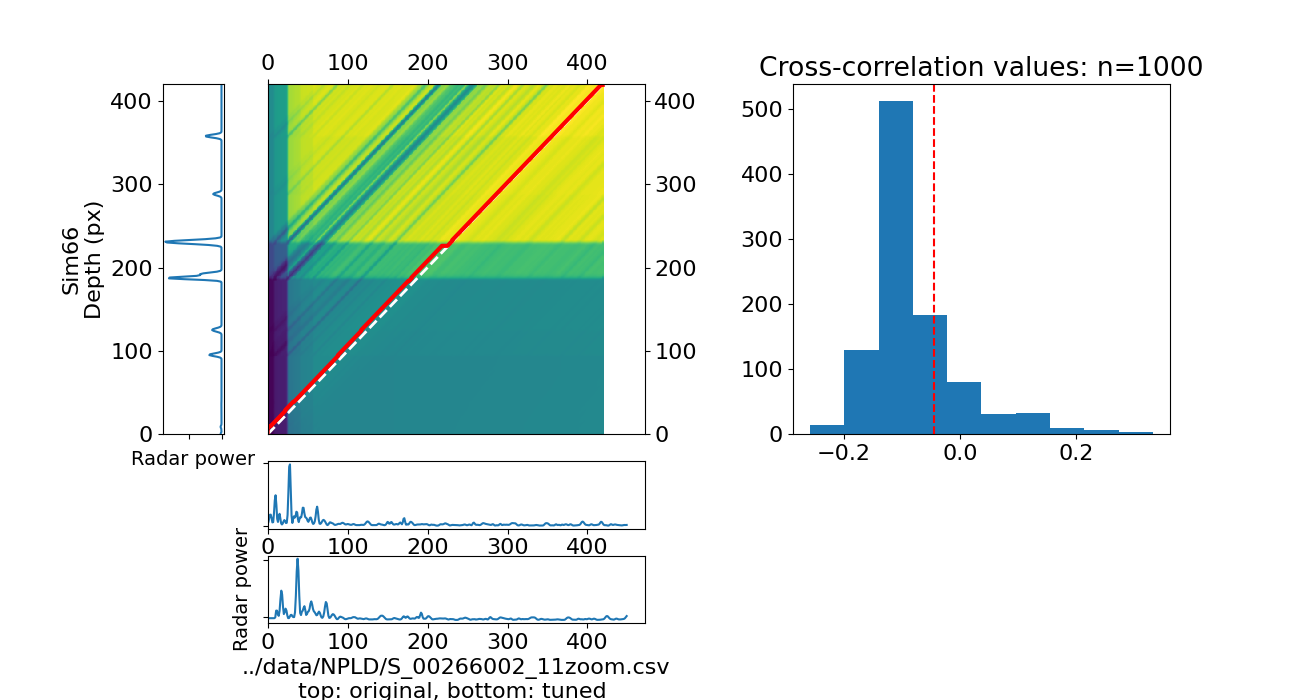 0 100 200 300 400
Cross-correlation values: n=1000
400
300
200
100
0
Sim66
Depth (px)
Radar power
400
300
200
100
0
500
400
300
200
100
0
−0.2 0.0 0.2
0 100 200 300 400
Radar power
0 100 200 300 400
../data/NPLD/S_00266002_11zoom.csv
top: original, bottom: tuned